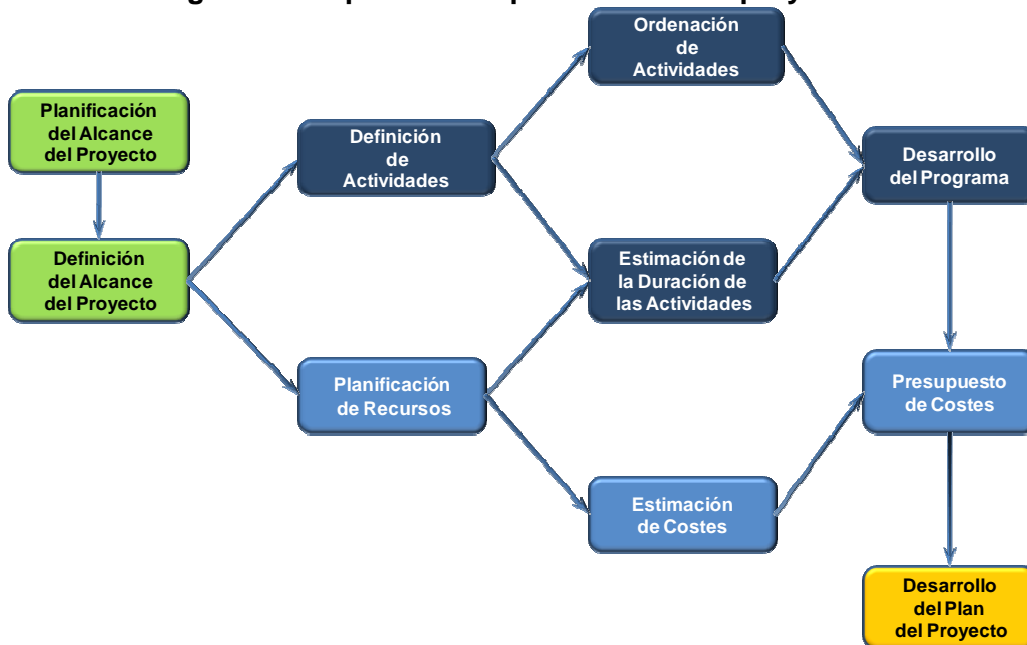 Planificación
del Alcance
del Proyecto
Definición
del Alcance
del Proyecto
Definición
de
Actividades
Planificación
de Recursos
Ordenación
de
Actividades
Estimación de
la Duración de
las Actividades
Estimación
de Costes
Desarrollo
del Programa
Presupuesto
de Costes
Desarrollo
del Plan
del Proyecto